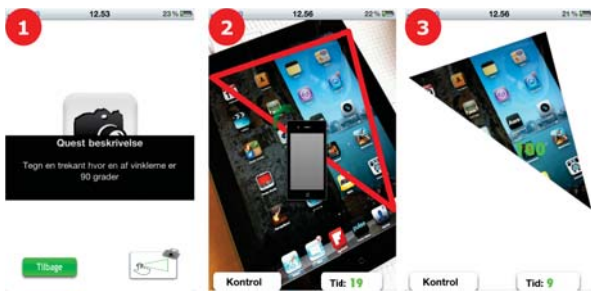 1
12.53
23 %
Quest beskrivelse
Tegn en trekant hvor en af vinklerne er
90 grader
Tilbage
2
12.56
22 %
Kontrol
Tid: 19
3
12.56
21 %
100
Tid: 9
Kontrol